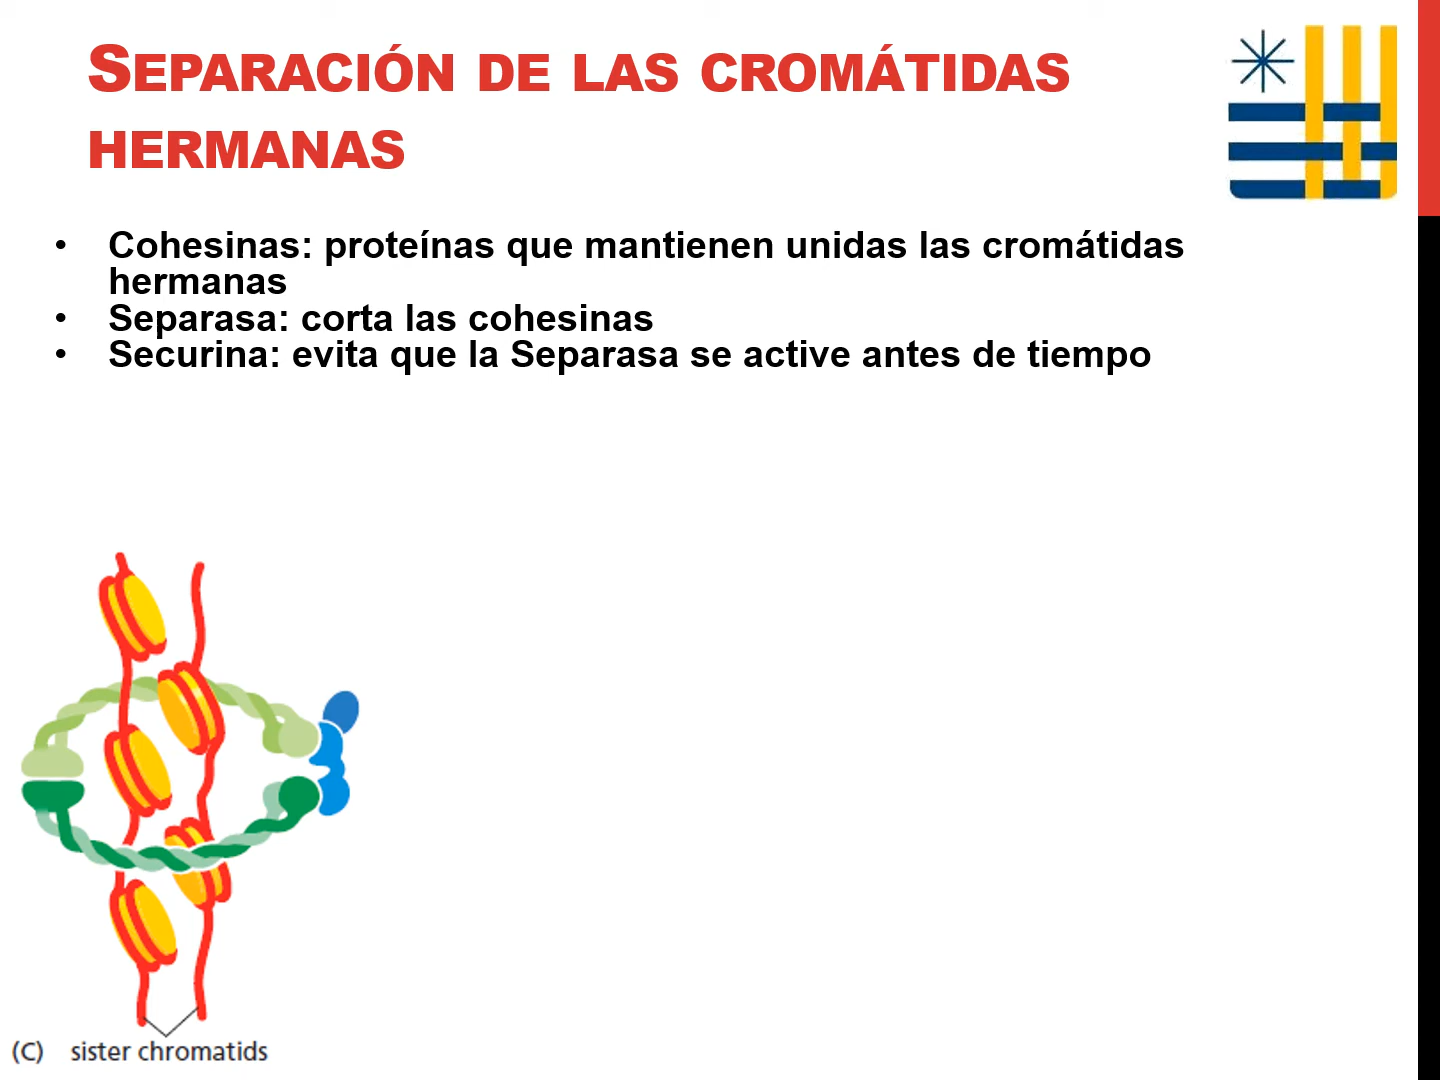 SEPARACIÓN DE LAS CROMÁTIDAS
HERMANAS
• Cohesinas: proteínas que mantienen unidas las cromátidas
hermanas
• Separasa: corta las cohesinas
• Securina: evita que la Separasa se active antes de tiempo
(C) sister chromatids